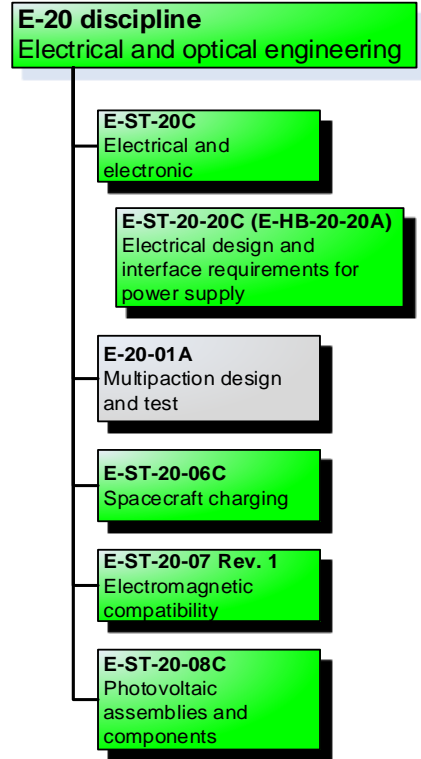 E-20 discipline
Electrical and optical engineering
E-ST-20C
Electrical and
electronic
E-ST-20-20C (E-HB-20-20A)
Electrical design and
interface requirements for
power supply
E-20-01A
Multipaction design
and test
E-ST-20-06C
Spacecraft charging
E-ST-20-07 Rev. 1
Electromagnetic
compatibility
E-ST-20-08C
Photovoltaic
assemblies and
components